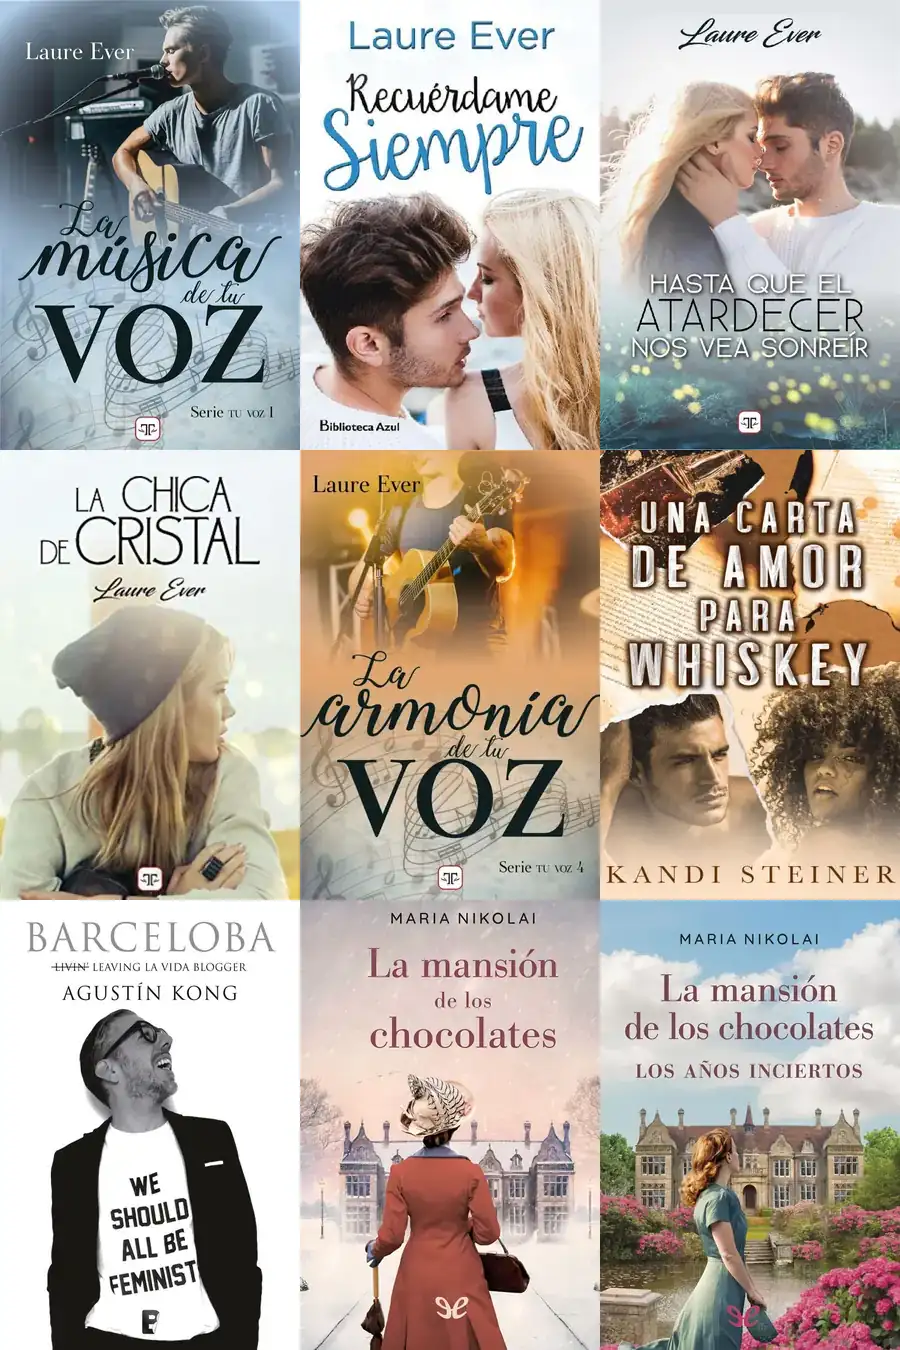 Laure Ever
La
música
de tu
VOZ
Serie TU VOZ 1
Laure Ever
Recuérdame
Siempre
Biblioteca Azul
Laure Ever
HASTA QUE EL
ATARDECER
NOS VEA SONREÍR
LA CHICA
DE CRISTAL
Laure Ever
Laure Ever
La
armonía
de tu
VOZ
Serie TU VOZ 4
UNA CARTA
DE AMOR
PARA
WHISKEY
KANDI STEINER
BARCELOBA
LIVIN' LEAVING LA VIDA BLOGGER
AGUSTÍN KONG
WE
SHOULD
ALL BE
FEMINIST
B
MARIA NIKOLAI
La mansión
de los
chocolates
MARIA NIKOLAI
La mansión
de los chocolates
LOS AÑOS INCIERTOS